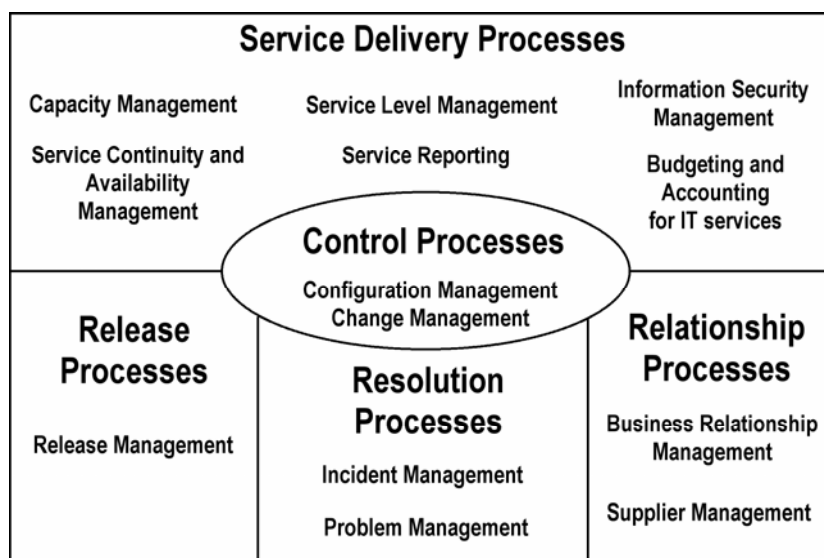 Service Delivery Processes
Capacity Management
Service Continuity and
Availability
Management
Service Level Management
Service Reporting
Information Security
Management
Budgeting and
Accounting
for IT services
Control Processes
Configuration Management
Change Management
Release
Processes
Release Management
Resolution
Processes
Incident Management
Problem Management
Relationship
Processes
Business Relationship
Management
Supplier Management